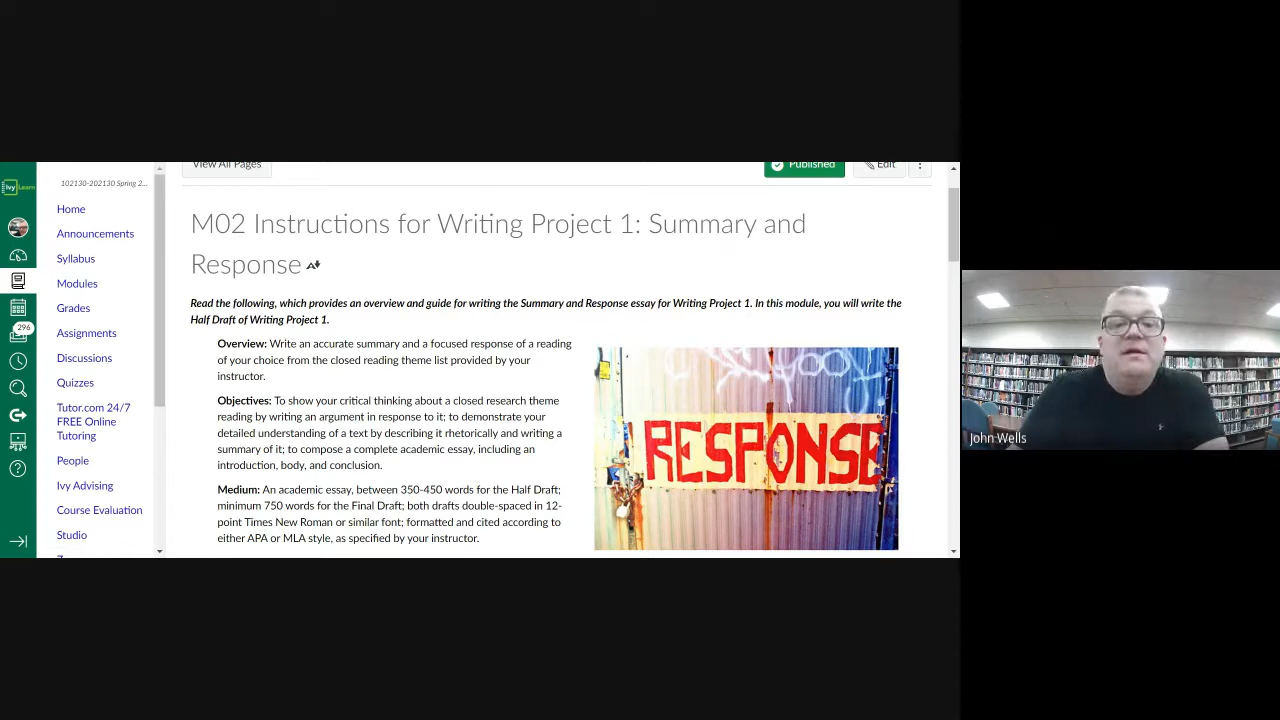 View All Pages
Published
Edit
Ivy Learn
102130-202130 Spring 2...
Home
Announcements
Syllabus
Modules
Grades
296
Assignments
Discussions
Quizzes
Tutor.com 24/7
FREE Online
Tutoring
People
Ivy Advising
Course Evaluation
Studio
M02 Instructions for Writing Project 1: Summary and
Response
Read the following, which provides an overview and guide for writing the Summary and Response essay for Writing Project 1. In this module, you will write the
Half Draft of Writing Project 1.
Overview: Write an accurate summary and a focused response of a reading
of your choice from the closed reading theme list provided by your
instructor.
Objectives: To show your critical thinking about a closed research theme
reading by writing an argument in response to it; to demonstrate your
detailed understanding of a text by describing it rhetorically and writing a
summary of it; to compose a complete academic essay, including an
introduction, body, and conclusion.
Medium: An academic essay, between 350-450 words for the Half Draft;
minimum 750 words for the Final Draft; both drafts double-spaced in 12-
point Times New Roman or similar font; formatted and cited according to
either APA or MLA style, as specified by your instructor.
RESPONSE
John Wells